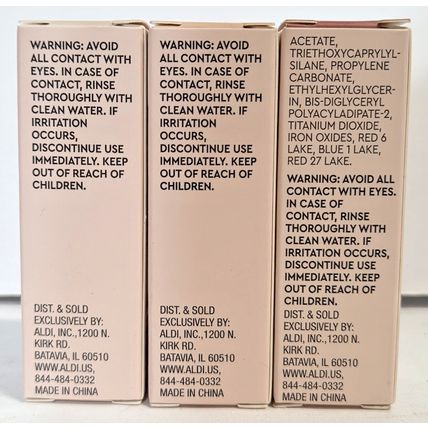 WARNING: AVOID
ALL CONTACT WITH
EYES. IN CASE OF
CONTACT, RINSE
THOROUGHLY WITH
CLEAN WATER. IF
IRRITATION
OCCURS,
DISCONTINUE USE
IMMEDIATELY. KEEP
OUT OF REACH OF
CHILDREN.
DIST. & SOLD
EXCLUSIVELY BY:
ALDI, INC.,1200 N.
KIRK RD.
BATAVIA, IL 60510
WWW.ALDI.US,
844-484-0332
MADE IN CHINA
WARNING: AVOID
ALL CONTACT WITH
EYES. IN CASE OF
CONTACT, RINSE
THOROUGHLY WITH
CLEAN WATER. IF
IRRITATION
OCCURS,
DISCONTINUE USE
IMMEDIATELY. KEEP
OUT OF REACH OF
CHILDREN.
DIST. & SOLD
EXCLUSIVELY BY:
ALDI, INC.,1200 N.
KIRK RD.
BATAVIA, IL 60510
WWW.ALDI.US,
844-484-0332
MADE IN CHINA
ACETATE,
TRIETHOXYCAPRYLYL-
SILANE, PROPYLENE
CARBONATE,
ETHYLHEXYLGLYCER-
IN, BIS-DIGLYCERYL
POLYACYLADIPATE-2,
TITANIUM DIOXIDE,
IRON OXIDES, RED 6
LAKE, BLUE 1 LAKE,
RED 27 LAKE.
WARNING: AVOID ALL
CONTACT WITH EYES.
IN CASE OF
CONTACT, RINSE
THOROUGHLY WITH
CLEAN WATER. IF
IRRITATION OCCURS,
DISCONTINUE USE
IMMEDIATELY. KEEP
OUT OF REACH OF
CHILDREN.
DIST. & SOLD
EXCLUSIVELY BY:
ALDI, INC.,1200 N.
KIRK RD.
BATAVIA, IL 60510
WWW.ALDI.US,
844-484-0332
MADE IN CHINA